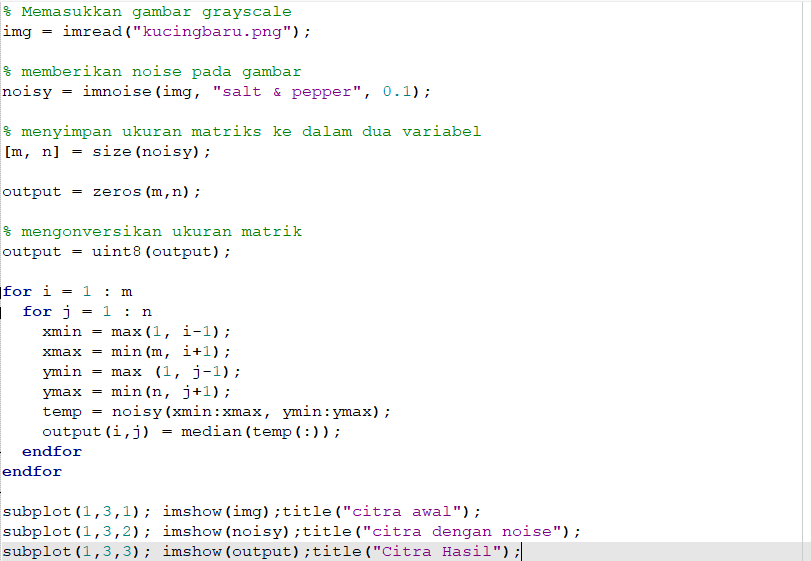 % Memasukkan gambar grayscale
img = imread("kucingbaru.png");
% memberikan noise pada gambar
noisy = imnoise(img, "salt & pepper", 0.1);
% menyimpan ukuran matriks ke dalam dua variabel
[m, n] = size(noisy);
output = zeros(m,n);
% mengonversikan ukuran matrik
output = uint8(output);
for i = 1 : m
  for j = 1 : n
    xmin = max(1, i-1);
    xmax = min(m, i+1);
    ymin = max (1, j-1);
    ymax = min(n, j+1);
    temp = noisy(xmin:xmax, ymin:ymax);
    output(i,j) = median(temp(:));
  endfor
endfor
subplot(1,3,1); imshow(img);title("citra awal");
subplot(1,3,2); imshow(noisy);title("citra dengan noise");
subplot(1,3,3); imshow(output);title("Citra Hasil");